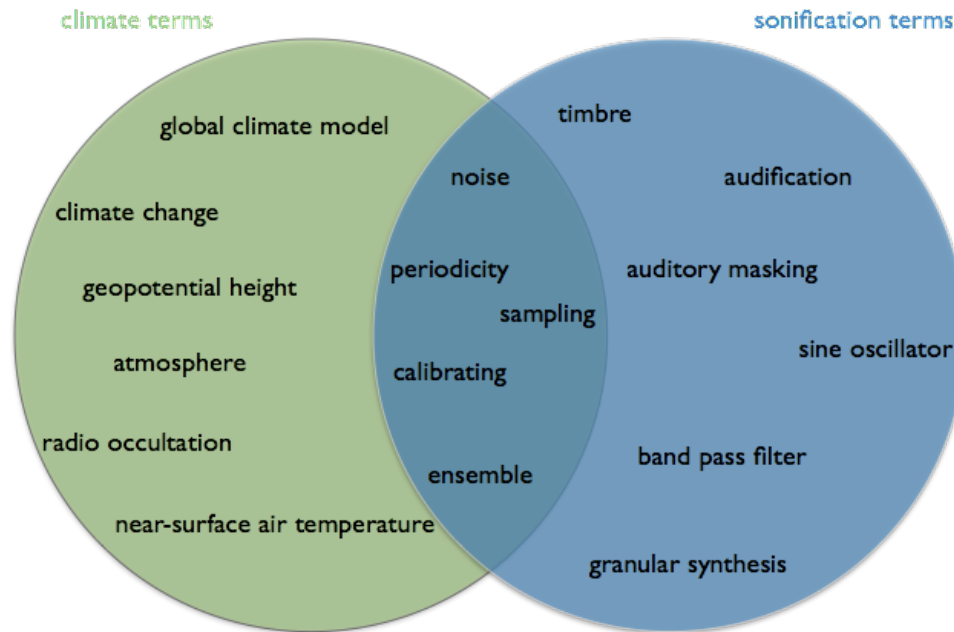 climate terms
sonification terms
global climate model
climate change
geopotential height
atmosphere
radio occultation
near-surface air temperature
noise
periodicity
sampling
calibrating
ensemble
timbre
audification
auditory masking
sine oscillator
band pass filter
granular synthesis